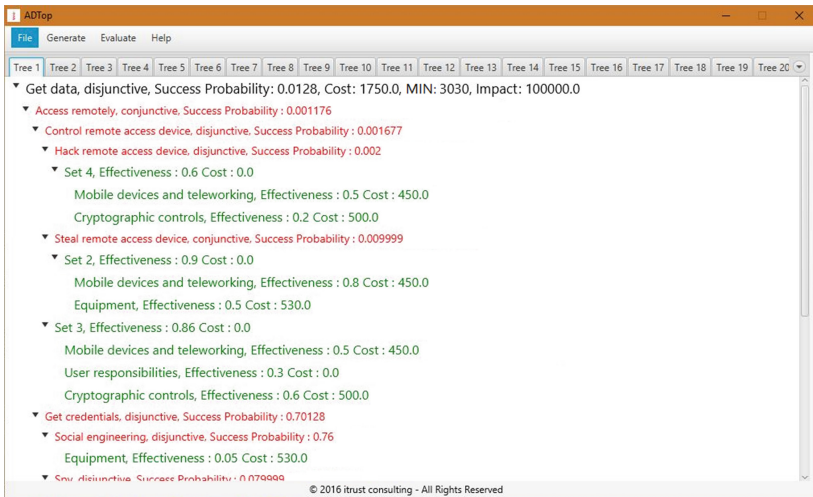 ADTop
File Generate Evaluate Help
Tree 1 Tree 2 Tree 3 Tree 4 Tree 5 Tree 6 Tree 7 Tree 8 Tree 9 Tree 10 Tree 11 Tree 12 Tree 13 Tree 14 Tree 15 Tree 16 Tree 17 Tree 18 Tree 19 Tree 20
Get data, disjunctive, Success Probability: 0.0128, Cost: 1750.0, MIN: 3030, Impact: 100000.0
Access remotely, conjunctive, Success Probability : 0.001176
Control remote access device, disjunctive, Success Probability : 0.001677
Hack remote access device, disjunctive, Success Probability : 0.002
Set 4, Effectiveness : 0.6 Cost : 0.0
Mobile devices and teleworking, Effectiveness : 0.5 Cost : 450.0
Cryptographic controls, Effectiveness : 0.2 Cost : 500.0
Steal remote access device, conjunctive, Success Probability : 0.009999
Set 2, Effectiveness : 0.9 Cost : 0.0
Mobile devices and teleworking, Effectiveness : 0.8 Cost : 450.0
Equipment, Effectiveness : 0.5 Cost : 530.0
Set 3, Effectiveness : 0.86 Cost : 0.0
Mobile devices and teleworking, Effectiveness : 0.5 Cost : 450.0
User responsibilities, Effectiveness : 0.3 Cost : 0.0
Cryptographic controls, Effectiveness : 0.6 Cost : 500.0
Get credentials, disjunctive, Success Probability : 0.70128
Social engineering, disjunctive, Success Probability : 0.76
Equipment, Effectiveness : 0.05 Cost : 530.0
Spy, disjunctive, Success Probability : 0.079999
© 2016 itrust consulting - All Rights Reserved